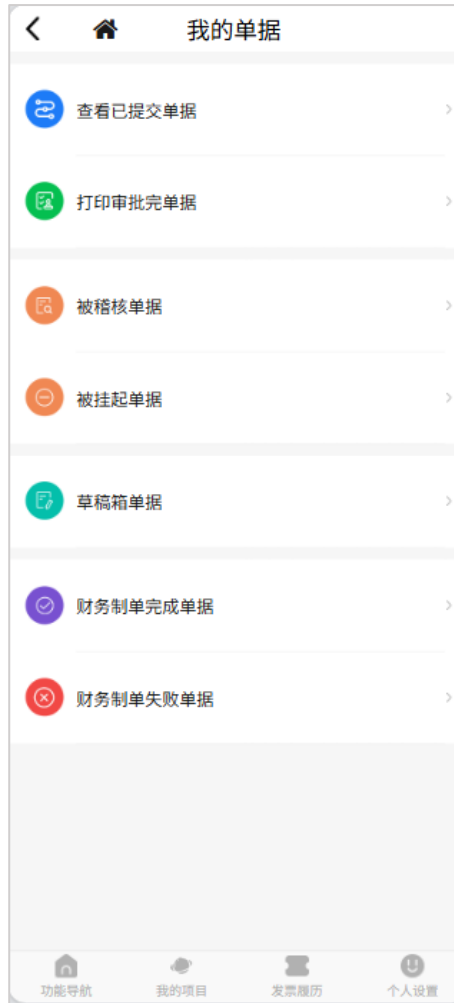 我的单据
查看已提交单据
打印审批完单据
被稽核单据
被挂起单据
草稿箱单据
财务制单完成单据
财务制单失败单据
功能导航 我的项目 发票履历 个人设置